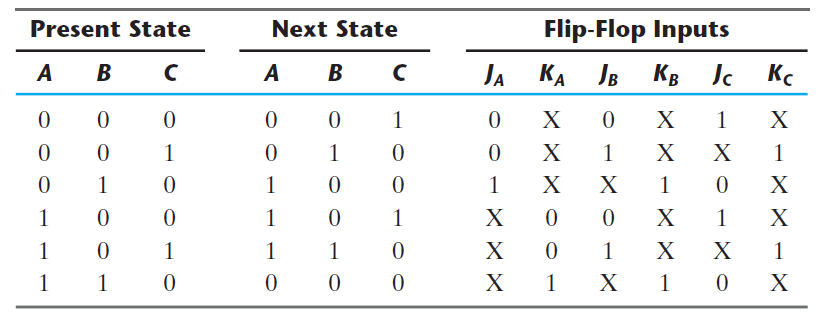 Present State Next State Flip-Flop Inputs
A B C A B C J_A K_A J_B K_B J_C K_C
0 0 0 0 0 1 0 X 0 X 1 X
0 0 1 0 1 0 0 X 1 X X 1
0 1 0 1 0 0 1 X X 1 0 X
1 0 0 1 0 1 X 0 0 X 1 X
1 0 1 1 1 0 X 0 1 X X 1
1 1 0 0 0 0 X 1 X 1 0 X